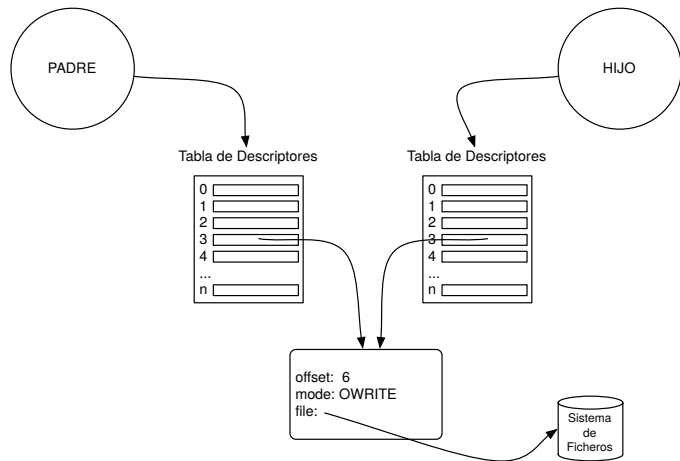 PADRE
HIJO
Tabla de Descriptores
Tabla de Descriptores
0
1
2
3
4
...
n
0
1
2
3
4
...
n
offset: 6
mode: OWRITE
file:
Sistema
de
Ficheros